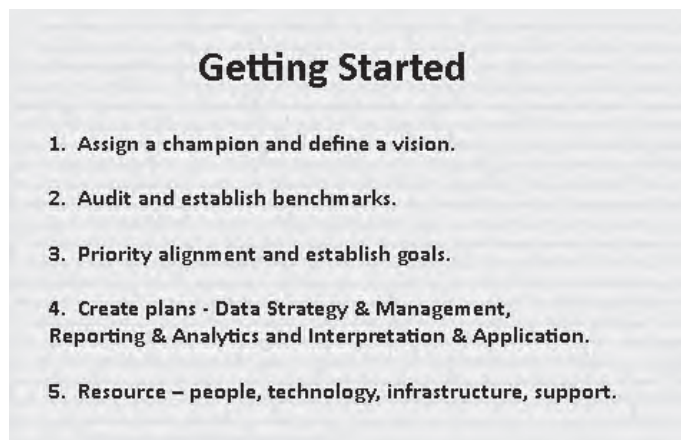 Getting Started
1. Assign a champion and define a vision.
2. Audit and establish benchmarks.
3. Priority alignment and establish goals.
4. Create plans - Data Strategy & Management,
Reporting & Analytics and Interpretation & Application.
5. Resource – people, technology, infrastructure, support.